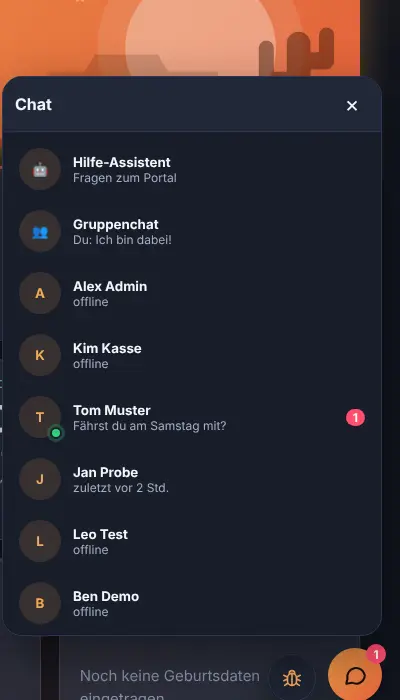 Chat
Hilfe-Assistent
Fragen zum Portal
Gruppenchat
Du: Ich bin dabei!
A
Alex Admin
offline
K
Kim Kasse
offline
T
Tom Muster
Fährst du am Samstag mit?
1
J
Jan Probe
zuletzt vor 2 Std.
L
Leo Test
offline
B
Ben Demo
offline
1
Noch keine Geburtsdaten
eingetragen